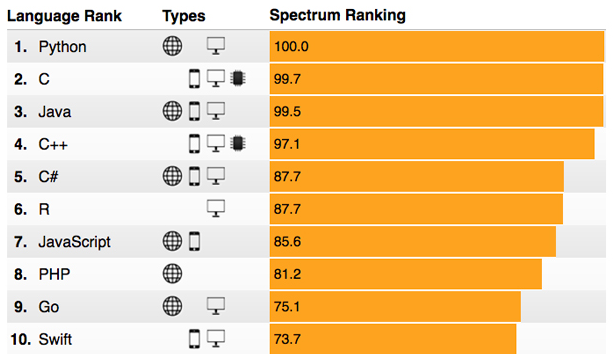 Language Rank Types Spectrum Ranking
1. Python 100.0
2. C 99.7
3. Java 99.5
4. C++ 97.1
5. C# 87.7
6. R 87.7
7. JavaScript 85.6
8. PHP 81.2
9. Go 75.1
10. Swift 73.7